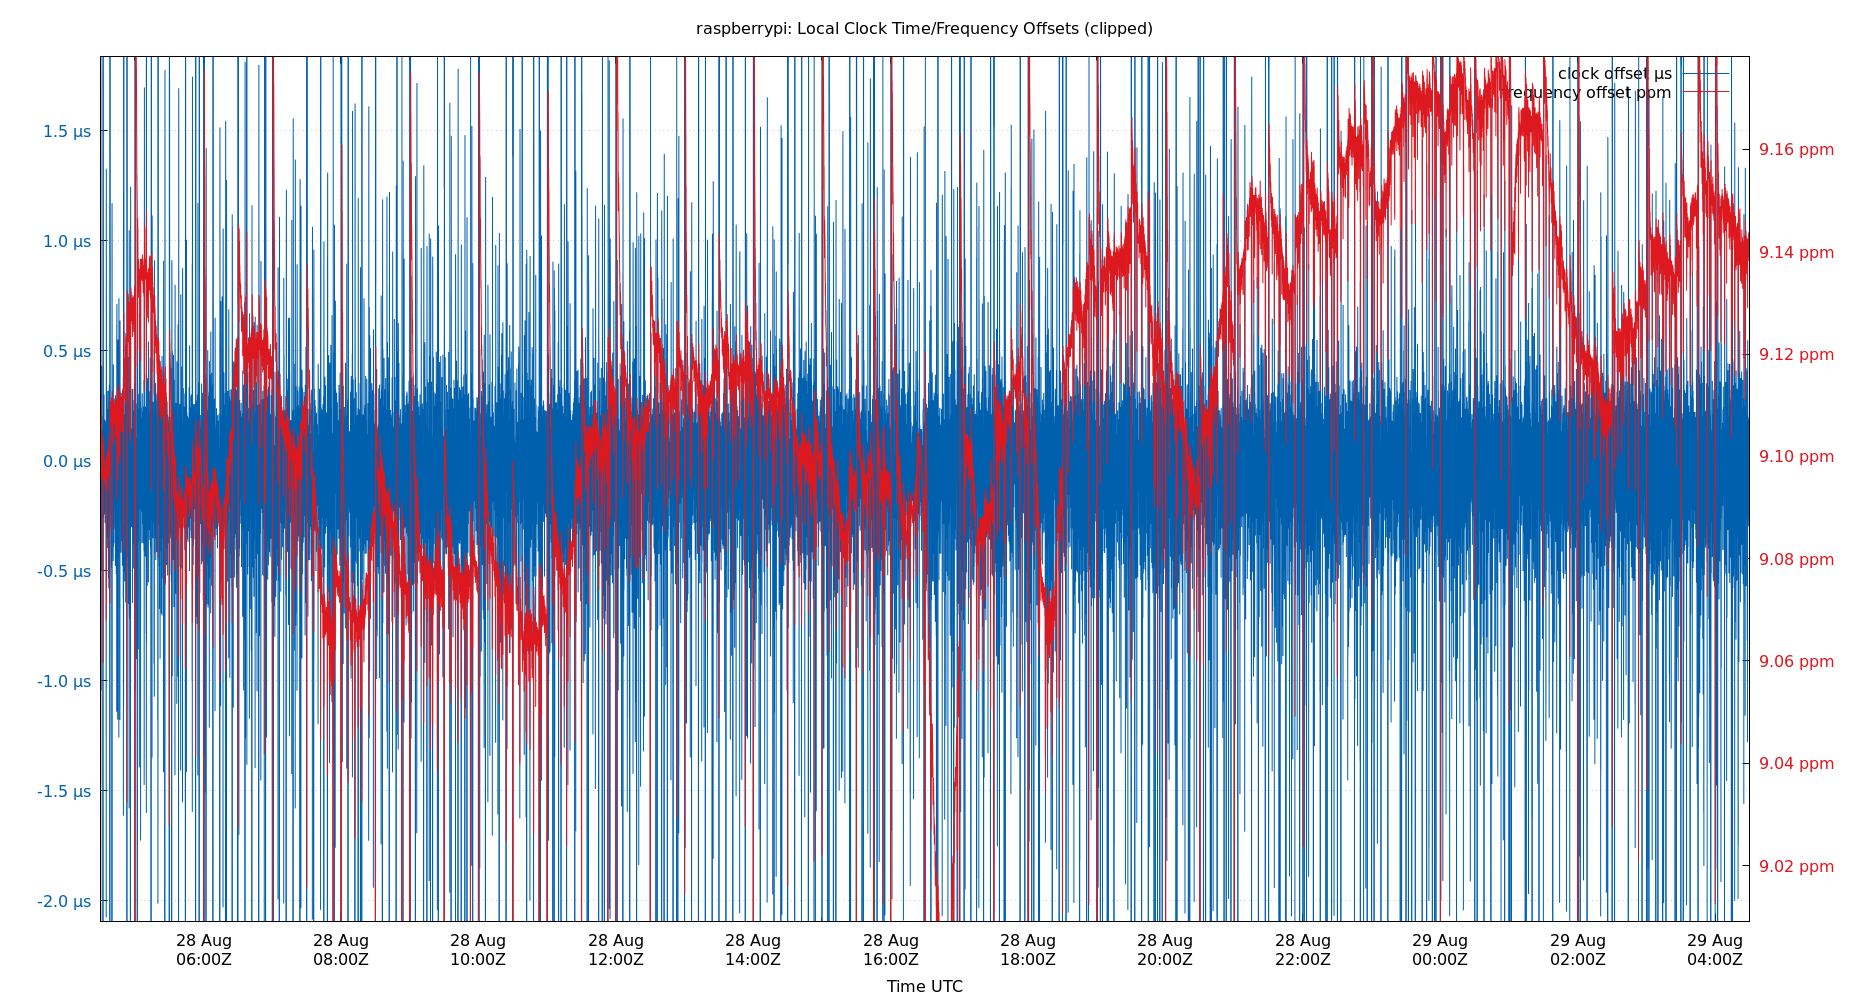 raspberrypi: Local Clock Time/Frequency Offsets (clipped)
clock offset µs
frequency offset ppm
1.5 µs
1.0 µs
0.5 µs
0.0 µs
-0.5 µs
-1.0 µs
-1.5 µs
-2.0 µs
9.16 ppm
9.14 ppm
9.12 ppm
9.10 ppm
9.08 ppm
9.06 ppm
9.04 ppm
9.02 ppm
28 Aug 28 Aug 28 Aug 28 Aug 28 Aug 28 Aug 28 Aug 28 Aug 28 Aug 29 Aug 29 Aug 29 Aug
06:00Z 08:00Z 10:00Z 12:00Z 14:00Z 16:00Z 18:00Z 20:00Z 22:00Z 00:00Z 02:00Z 04:00Z
Time UTC